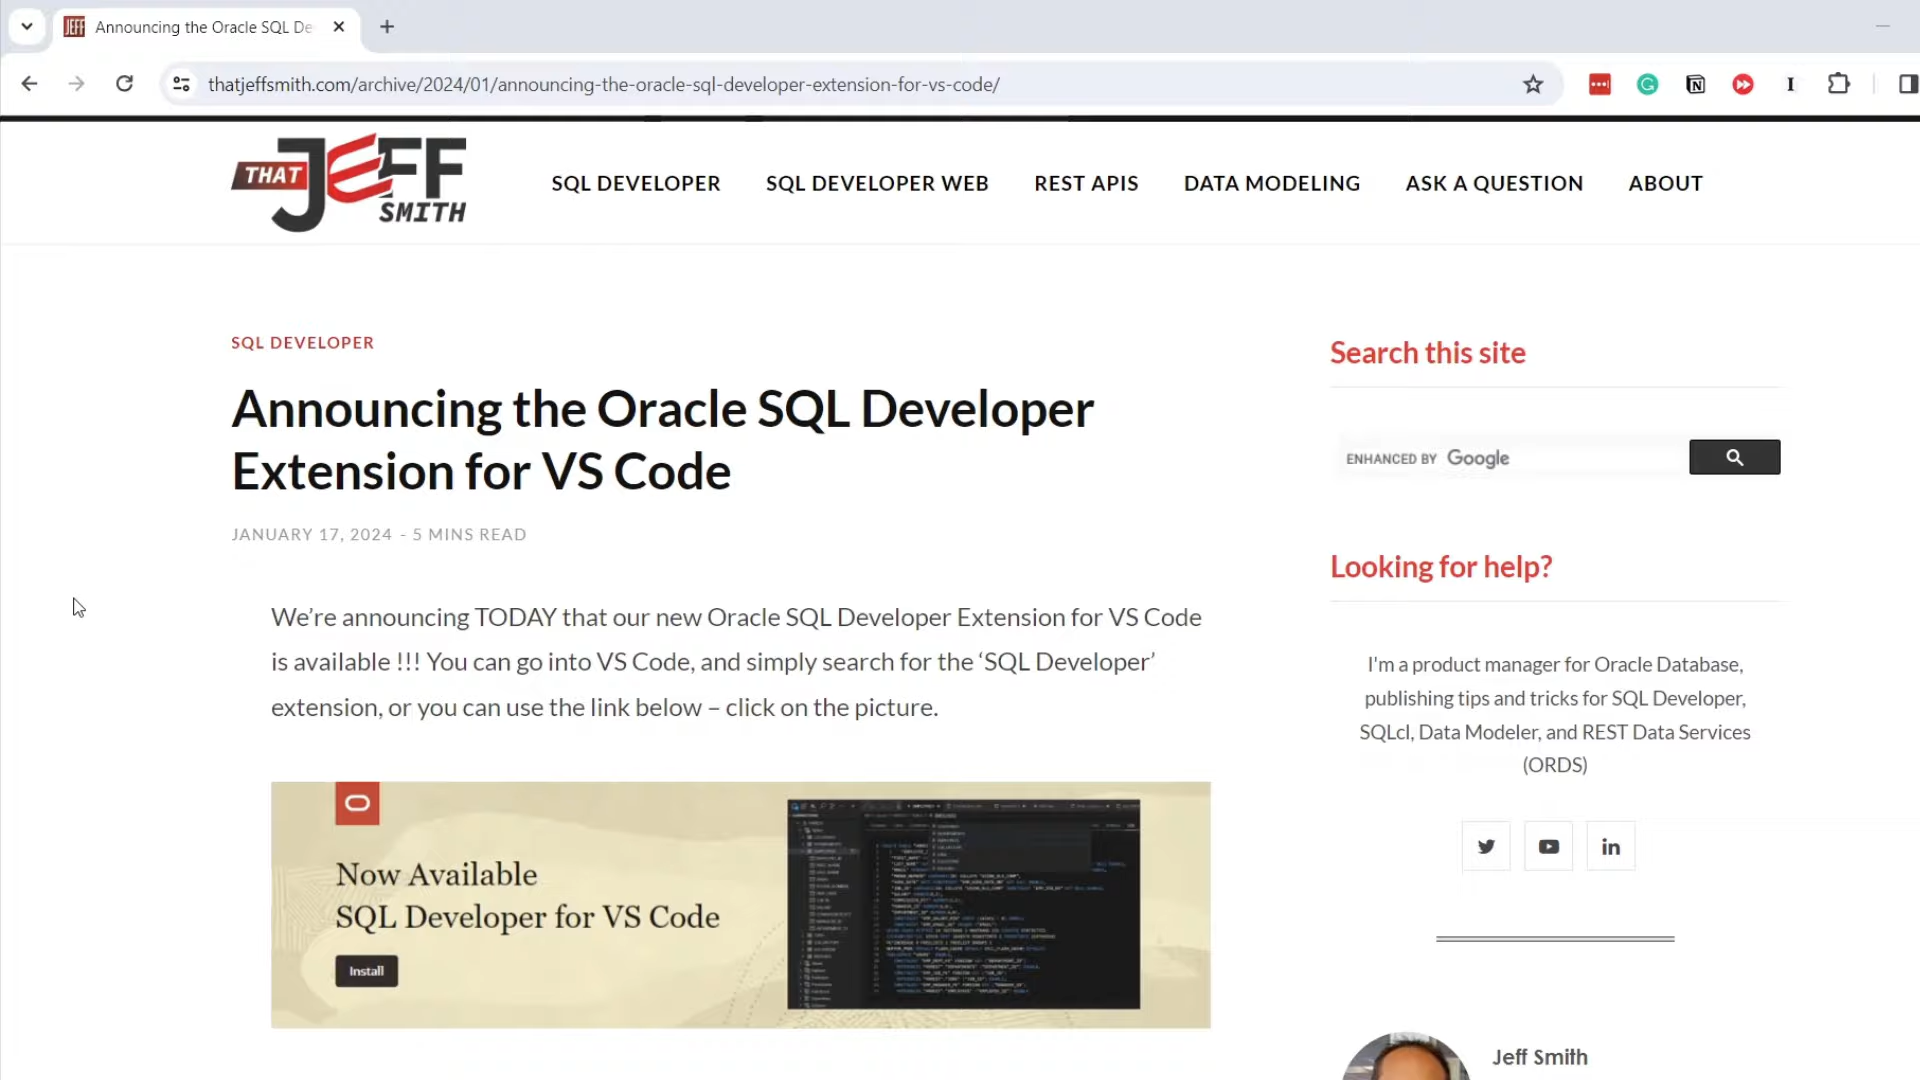 JEFF
Announcing the Oracle SQL De
thatjeffsmith.com/archive/2024/01/announcing-the-oracle-sql-developer-extension-for-vs-code/
THAT JEFF SMITH
SQL DEVELOPER
SQL DEVELOPER WEB
REST APIS
DATA MODELING
ASK A QUESTION
ABOUT
SQL DEVELOPER
Announcing the Oracle SQL Developer
Extension for VS Code
JANUARY 17, 2024 - 5 MINS READ
We’re announcing TODAY that our new Oracle SQL Developer Extension for VS Code
is available !!! You can go into VS Code, and simply search for the ‘SQL Developer’
extension, or you can use the link below – click on the picture.
Now Available
SQL Developer for VS Code
Install
Search this site
ENHANCED BY Google
Looking for help?
I'm a product manager for Oracle Database,
publishing tips and tricks for SQL Developer,
SQLcl, Data Modeler, and REST Data Services
(ORDS)
Jeff Smith